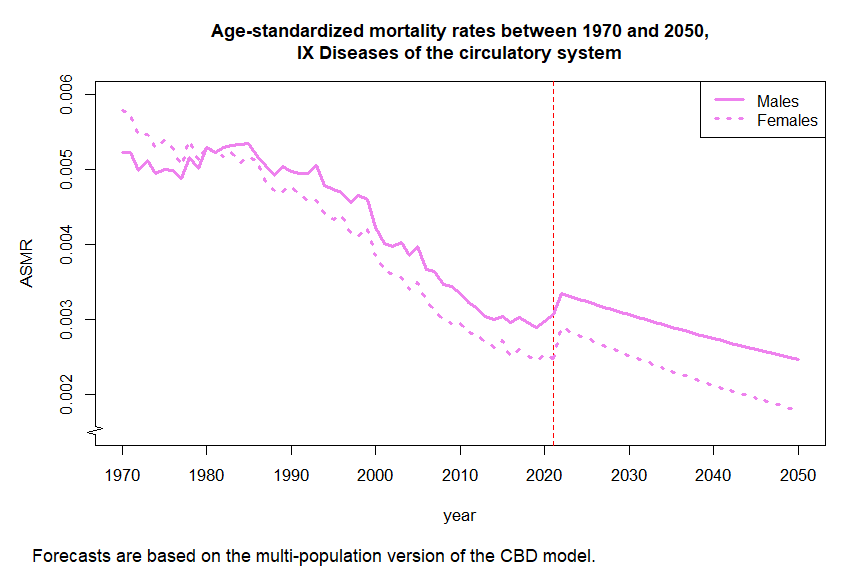 Age-standardized mortality rates between 1970 and 2050,
IX Diseases of the circulatory system
Males
Females
0.006
0.005
0.004
0.003
0.002
ASMR
1970 1980 1990 2000 2010 2020 2030 2040 2050
year
Forecasts are based on the multi-population version of the CBD model.